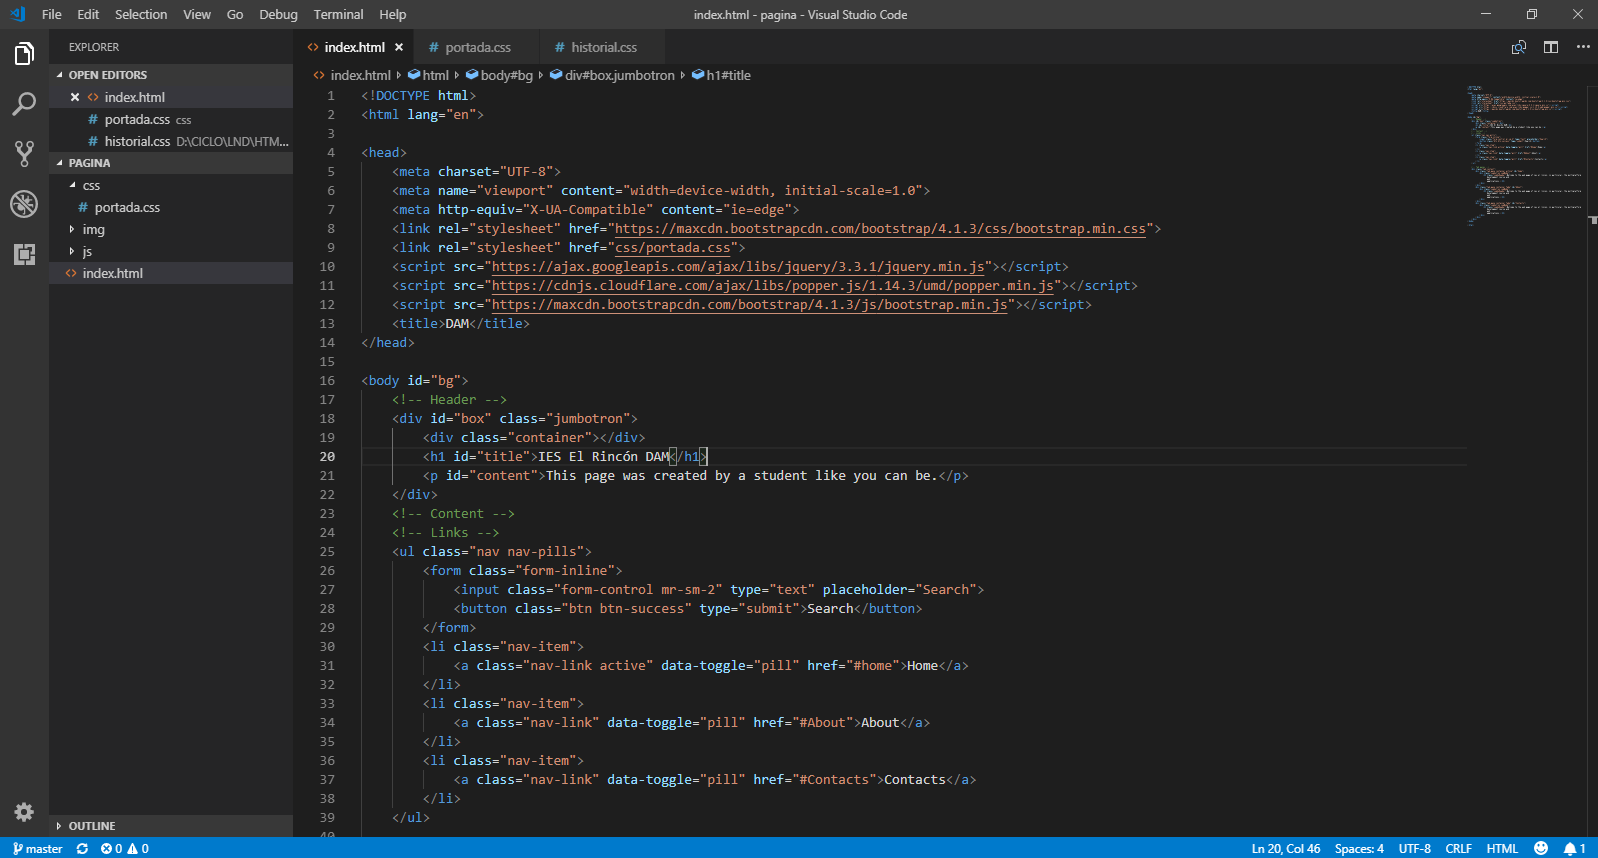 File Edit Selection View Go Debug Terminal Help
index.html - pagina - Visual Studio Code
EXPLORER
OPEN EDITORS
index.html
portada.css css
historial.css D:\CICLO\LND\HTM...
PAGINA
css
portada.css
img
js
index.html
OUTLINE
index.html portada.css historial.css
index.html html body#bg div#box.jumbotron h1#title
1 <!DOCTYPE html>
2 <html lang="en">
3
4 <head>
5 <meta charset="UTF-8">
6 <meta name="viewport" content="width=device-width, initial-scale=1.0">
7 <meta http-equiv="X-UA-Compatible" content="ie=edge">
8 <link rel="stylesheet" href="https://maxcdn.bootstrapcdn.com/bootstrap/4.1.3/css/bootstrap.min.css">
9 <link rel="stylesheet" href="css/portada.css">
10 <script src="https://ajax.googleapis.com/ajax/libs/jquery/3.3.1/jquery.min.js"></script>
11 <script src="https://cdnjs.cloudflare.com/ajax/libs/popper.js/1.14.3/umd/popper.min.js"></script>
12 <script src="https://maxcdn.bootstrapcdn.com/bootstrap/4.1.3/js/bootstrap.min.js"></script>
13 <title>DAM</title>
14 </head>
15
16 <body id="bg">
17 <!-- Header -->
18 <div id="box" class="jumbotron">
19 <div class="container"></div>
20 <h1 id="title">IES El Rincón DAM</h1>
21 <p id="content">This page was created by a student like you can be.</p>
22 </div>
23 <!-- Content -->
24 <!-- Links -->
25 <ul class="nav nav-pills">
26 <form class="form-inline">
27 <input class="form-control mr-sm-2" type="text" placeholder="Search">
28 <button class="btn btn-success" type="submit">Search</button>
29 </form>
30 <li class="nav-item">
31 <a class="nav-link active" data-toggle="pill" href="#home">Home</a>
32 </li>
33 <li class="nav-item">
34 <a class="nav-link" data-toggle="pill" href="#About">About</a>
35 </li>
36 <li class="nav-item">
37 <a class="nav-link" data-toggle="pill" href="#Contacts">Contacts</a>
38 </li>
39 </ul>
40
master 0 0 Ln 20, Col 46 Spaces: 4 UTF-8 CRLF HTML 1